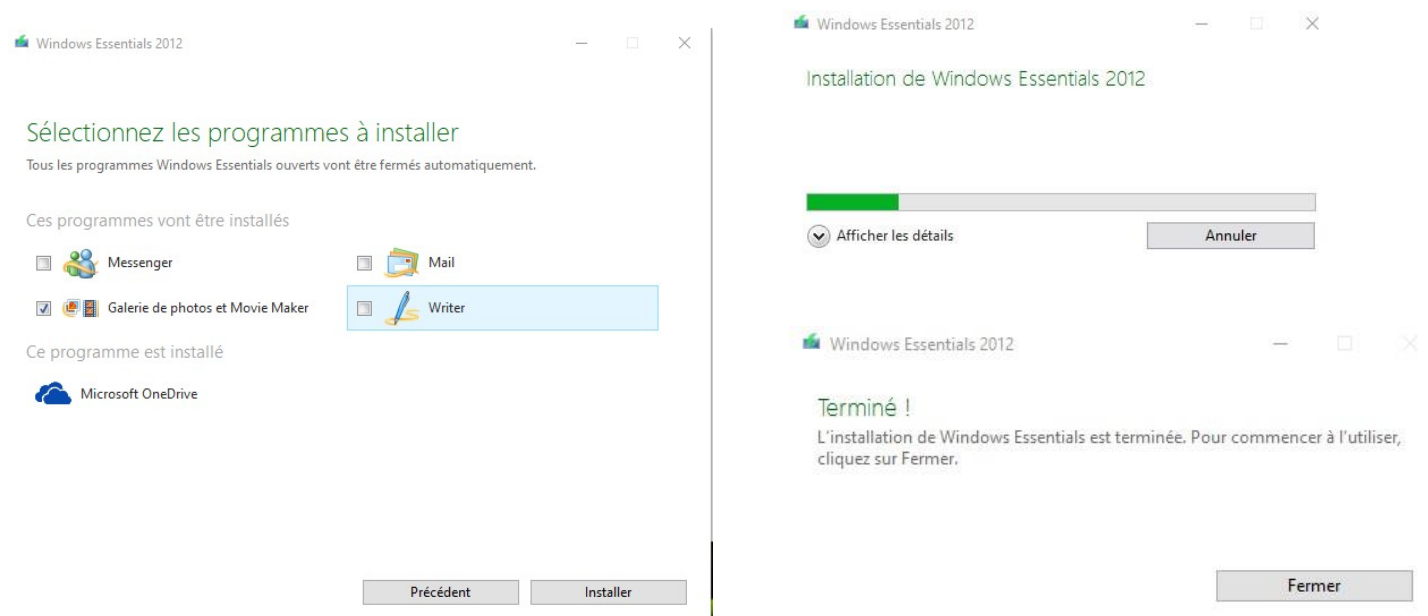 Windows Essentials 2012
Sélectionnez les programmes à installer
Tous les programmes Windows Essentials ouverts vont être fermés automatiquement.
Ces programmes vont être installés
Messenger
Mail
Galerie de photos et Movie Maker
Writer
Ce programme est installé
Microsoft OneDrive
Précédent
Installer
Windows Essentials 2012
Installation de Windows Essentials 2012
Afficher les détails
Annuler
Windows Essentials 2012
Terminé !
L'installation de Windows Essentials est terminée. Pour commencer à l'utiliser,
cliquez sur Fermer.
Fermer